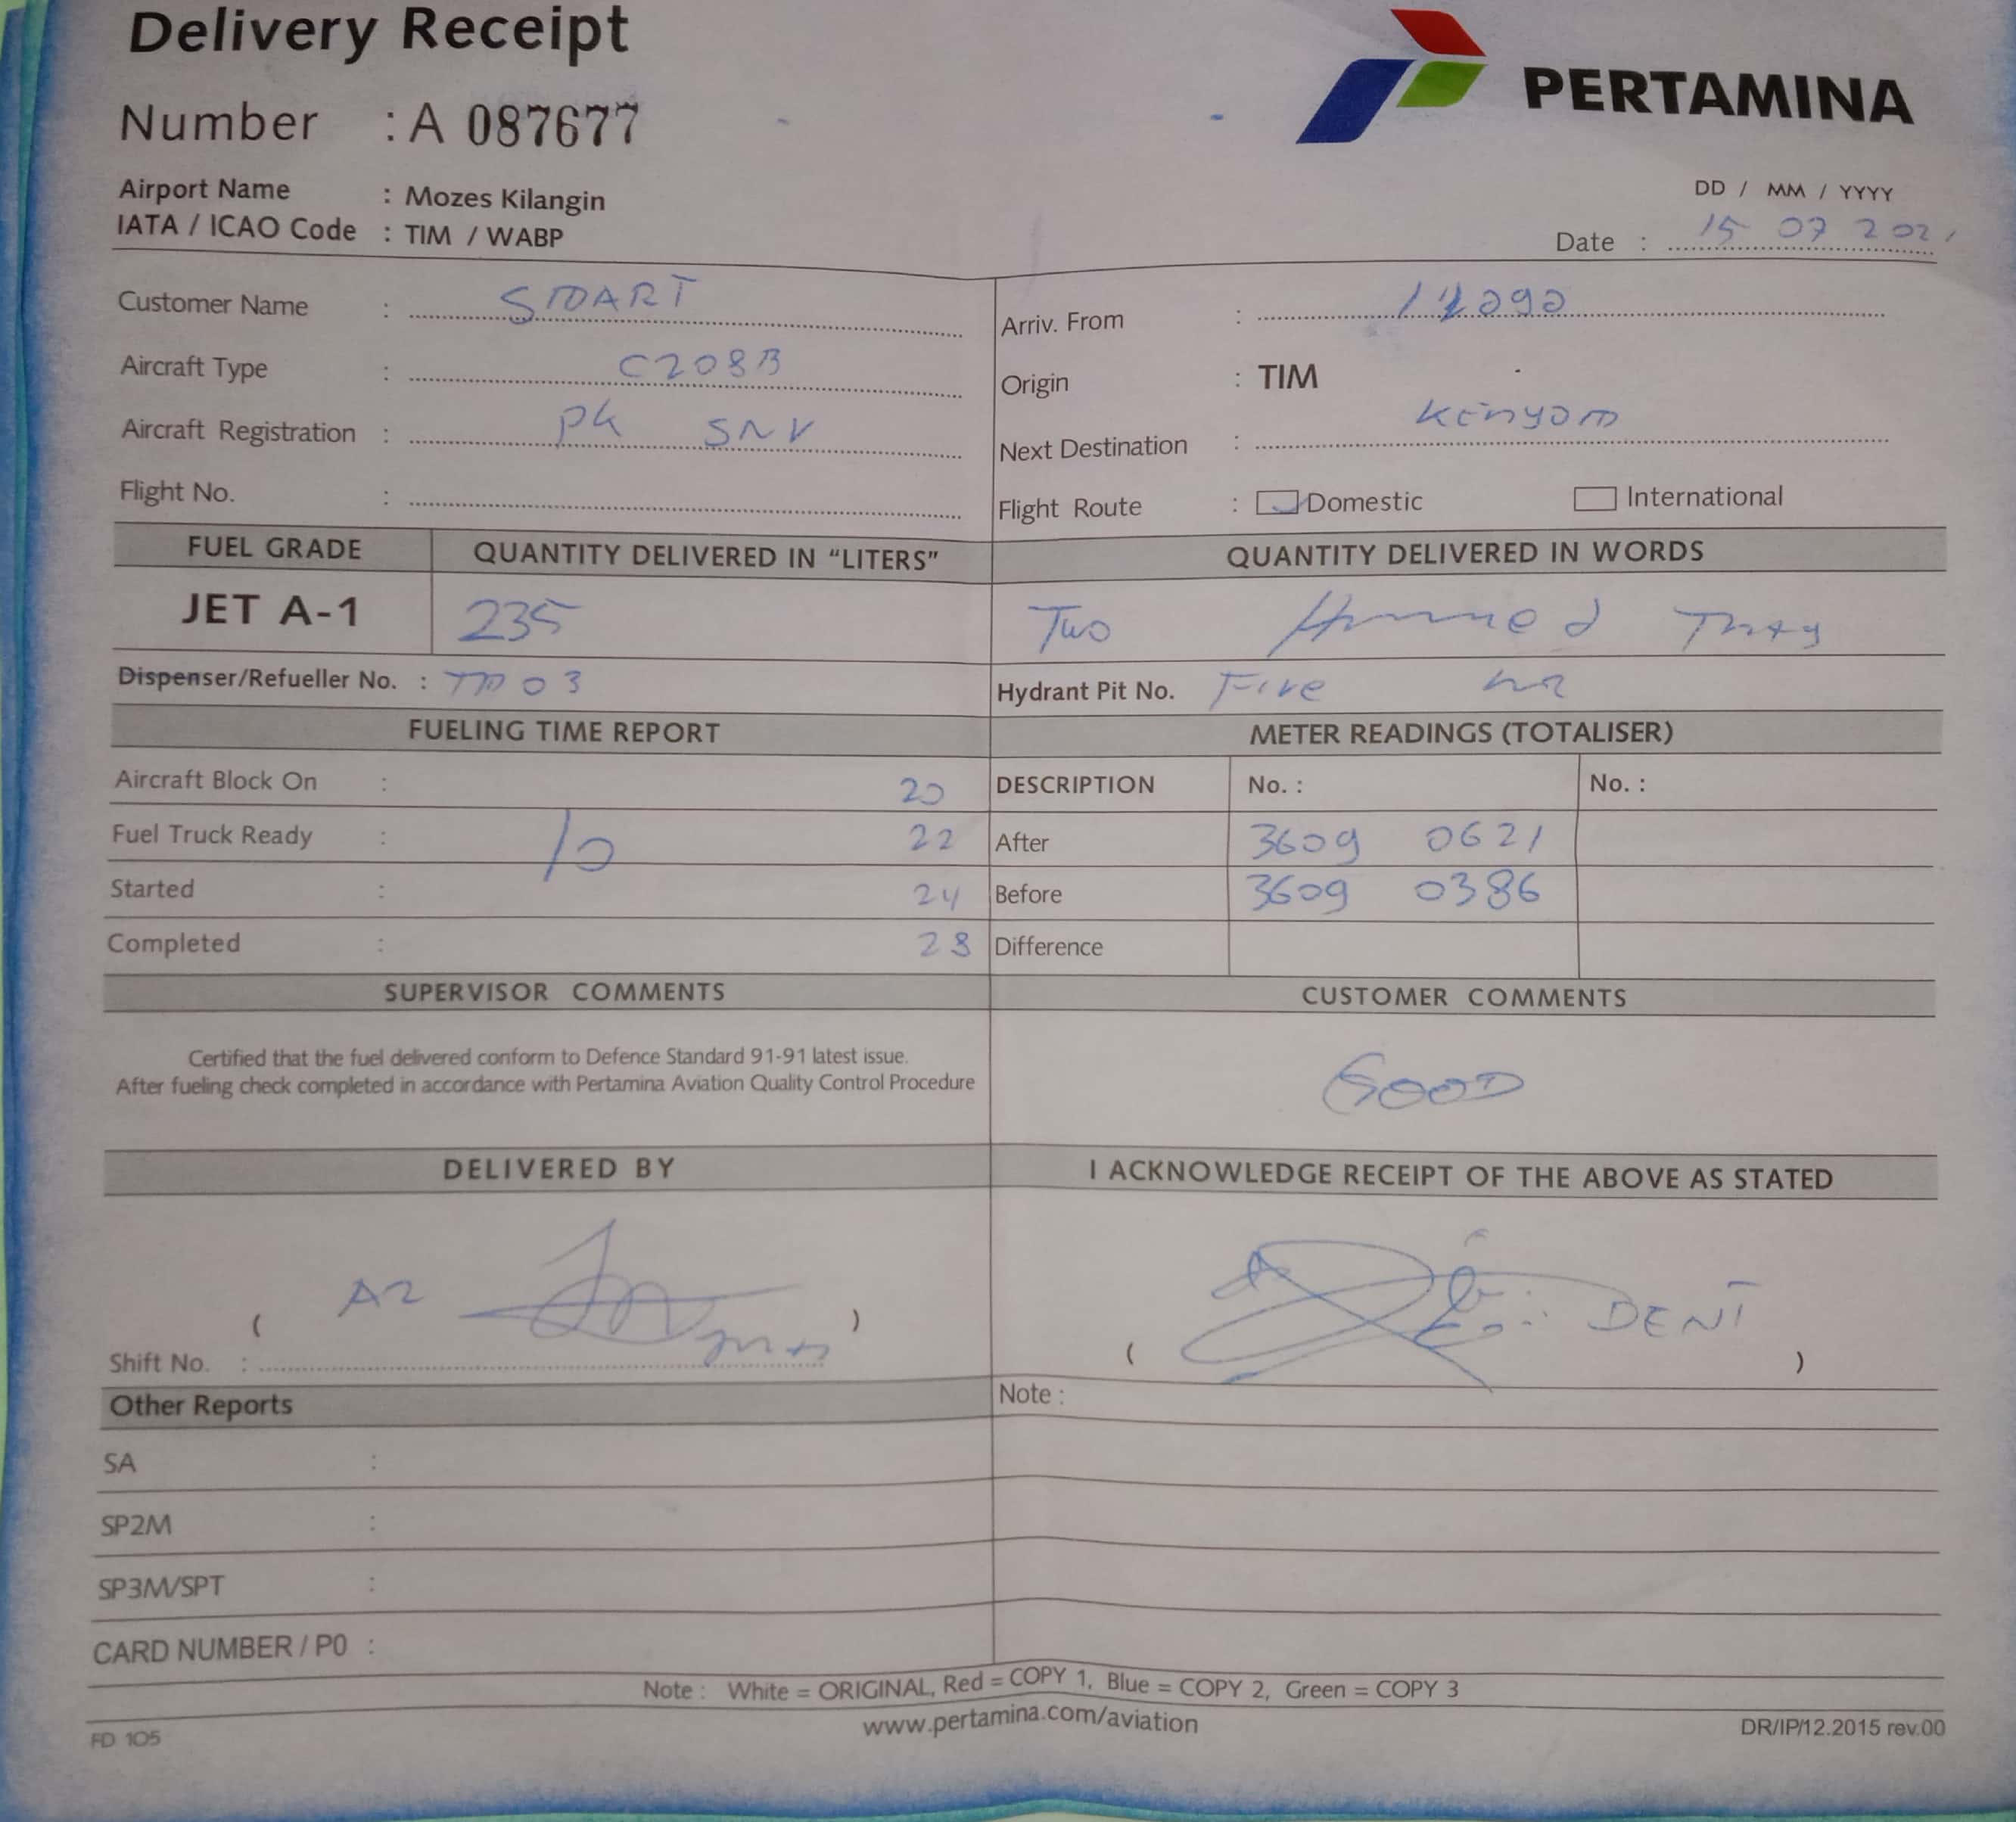 Delivery Receipt
PERTAMINA
Number : A 087677
Airport Name : Mozes Kilangin
IATA / ICAO Code : TIM / WABP
DD / MM / YYYY
Date : 15 07 202
Customer Name :
Arriv. From :
Aircraft Type : C208B
Origin : TIM
Aircraft Registration : PK SNV
Next Destination : Kenyam
Flight No. :
Flight Route : Domestic International
FUEL GRADE QUANTITY DELIVERED IN “LITERS” QUANTITY DELIVERED IN WORDS
JET A-1 235 Two
Dispenser/Refueller No. : 03
Hydrant Pit No. Five
FUELING TIME REPORT METER READINGS (TOTALISER)
Aircraft Block On : 20 DESCRIPTION No. : No. :
Fuel Truck Ready : 10 22 After 3609 0621
Started : 24 Before 3609 0386
Completed : 28 Difference
SUPERVISOR COMMENTS CUSTOMER COMMENTS
Certified that the fuel delivered conform to Defence Standard 91-91 latest issue.
After fueling check completed in accordance with Pertamina Aviation Quality Control Procedure
GOOD
DELIVERED BY I ACKNOWLEDGE RECEIPT OF THE ABOVE AS STATED
( )
( DENT )
Shift No. :
Other Reports Note :
SA :
SP2M :
SP3M/SPT :
CARD NUMBER / P0 :
Note : White = ORIGINAL, Red = COPY 1, Blue = COPY 2, Green = COPY 3
www.pertamina.com/aviation
FD 105
DR/IP/12.2015 rev.00